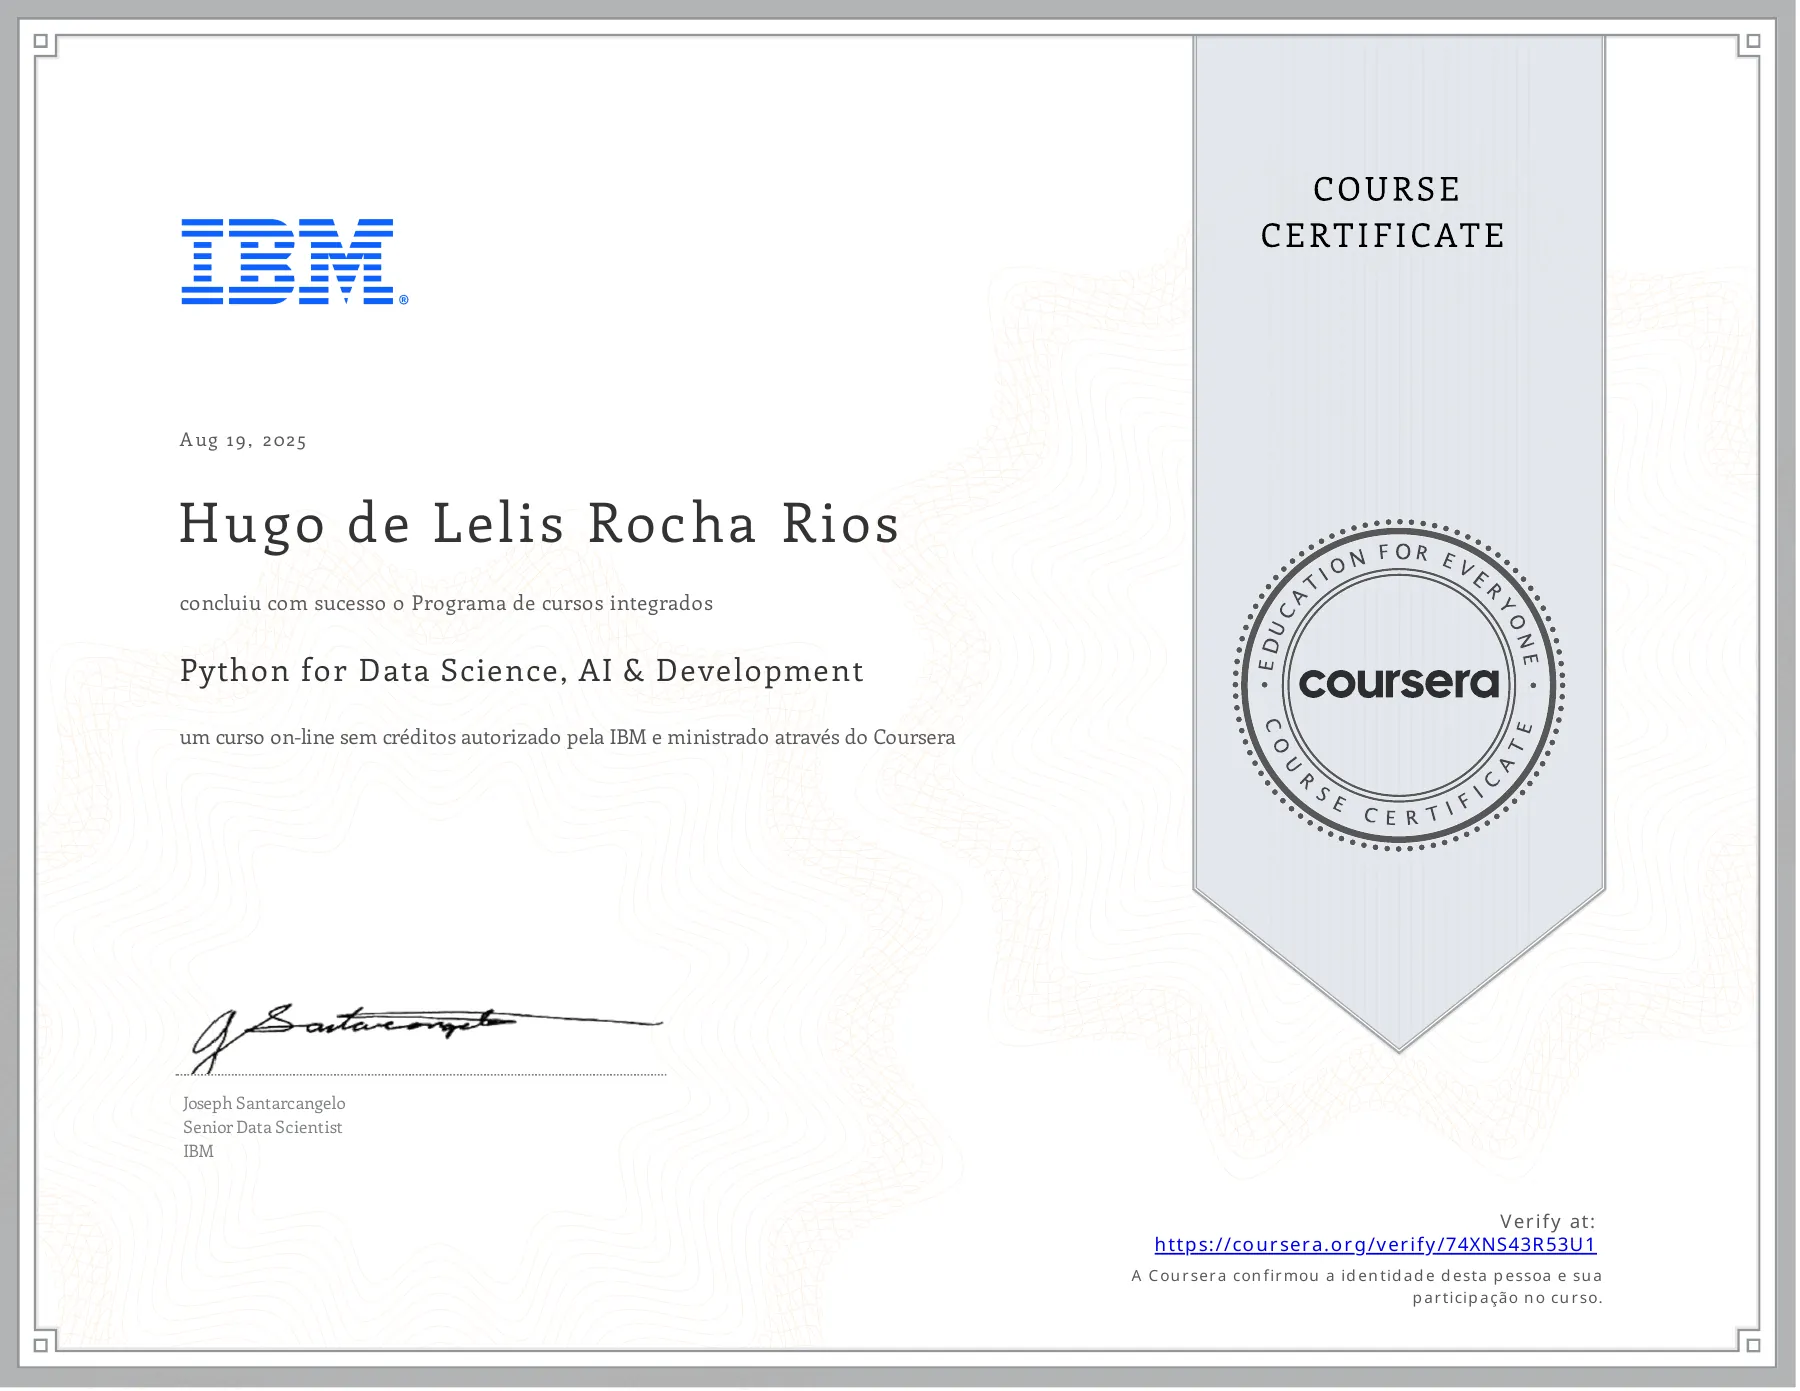 COURSE
CERTIFICATE
IBM®
Aug 19, 2025
Hugo de Lelis Rocha Rios
concluiu com sucesso o Programa de cursos integrados
Python for Data Science, AI & Development
um curso on-line sem créditos autorizado pela IBM e ministrado através do Coursera
EDUCATION FOR EVERYONE
coursera
COURSE CERTIFICATE
J Santarcangelo
Joseph Santarcangelo
Senior Data Scientist
IBM
Verify at:
https://coursera.org/verify/74XNS43R53U1
A Coursera confirmou a identidade desta pessoa e sua
participação no curso.